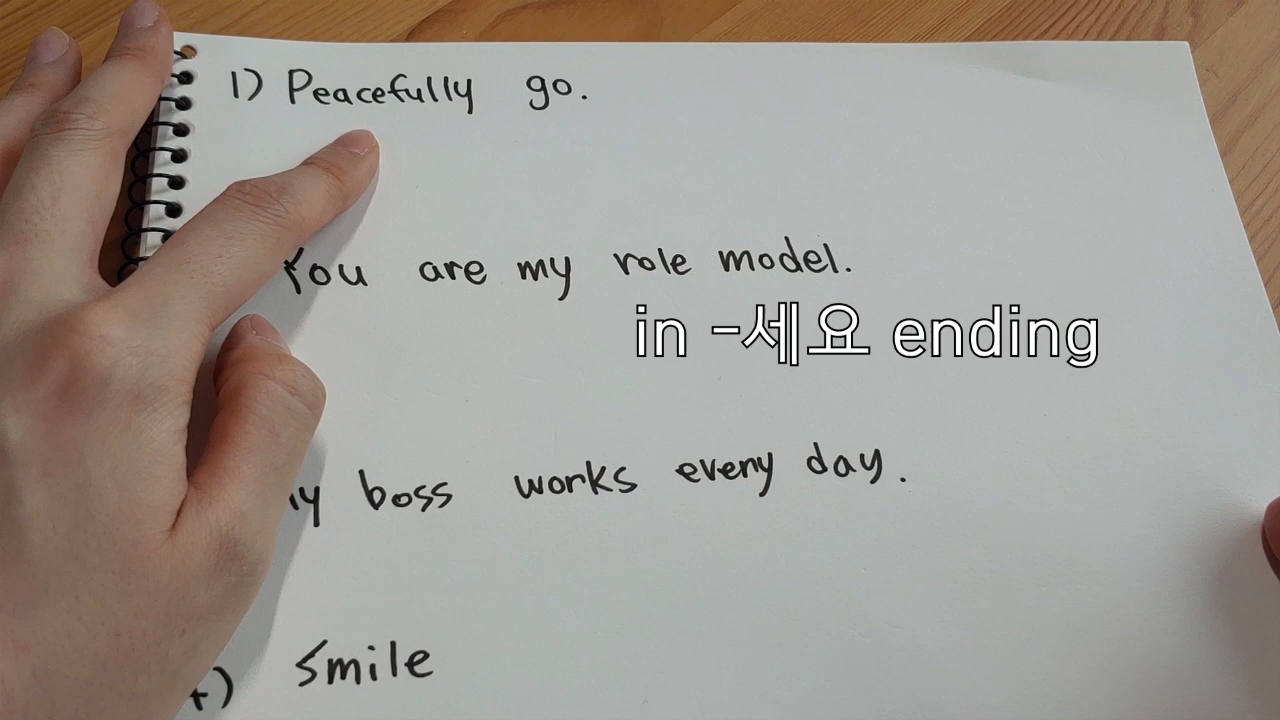 1) Peacefully go.
You are my role model.
in -세요 ending
boss works every day.
Smile